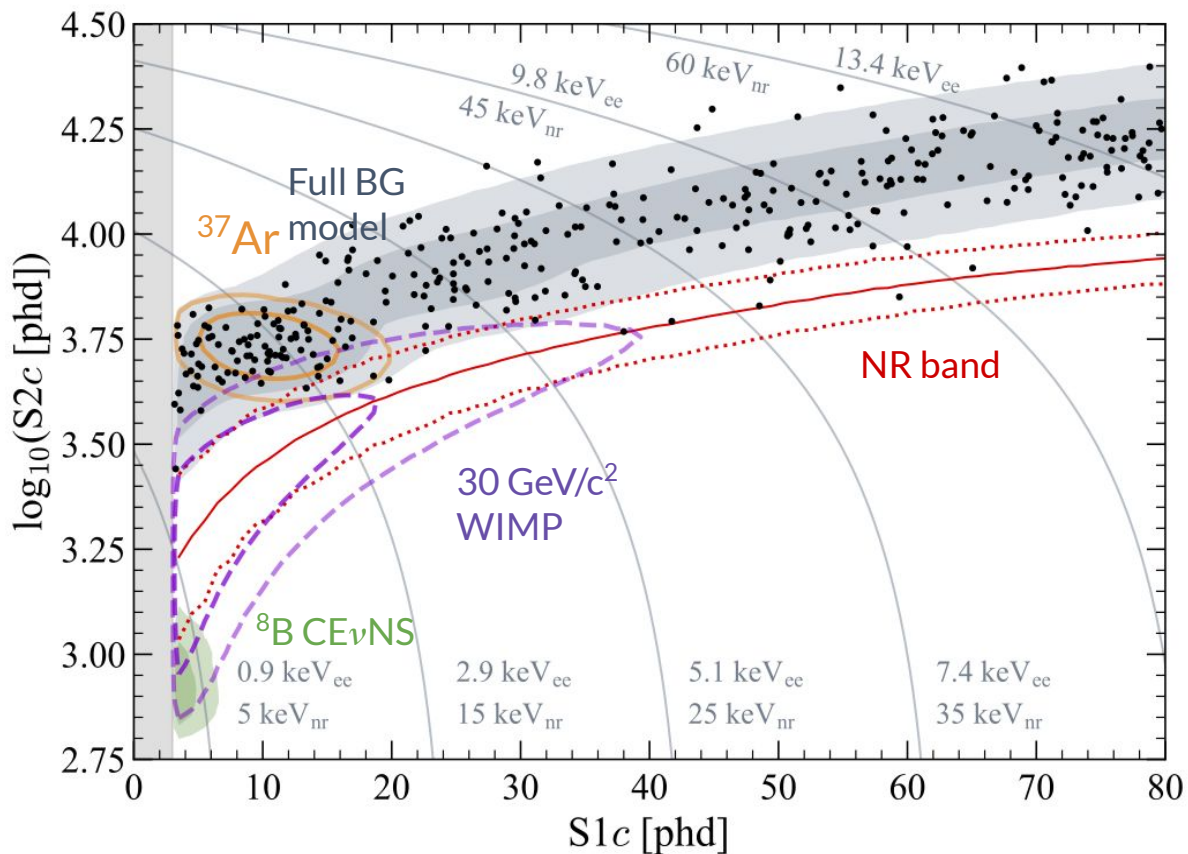 4.50
4.25
4.00
3.75
3.50
3.25
3.00
2.75
log₁₀(S2c [phd])
9.8 keVₑₑ
45 keVₙᵣ
60 keVₙᵣ
13.4 keVₑₑ
Full BG
model
³⁷Ar
NR band
30 GeV/c²
WIMP
⁸B CEνNS
0.9 keVₑₑ
5 keVₙᵣ
2.9 keVₑₑ
15 keVₙᵣ
5.1 keVₑₑ
25 keVₙᵣ
7.4 keVₑₑ
35 keVₙᵣ
0 10 20 30 40 50 60 70 80
S1c [phd]